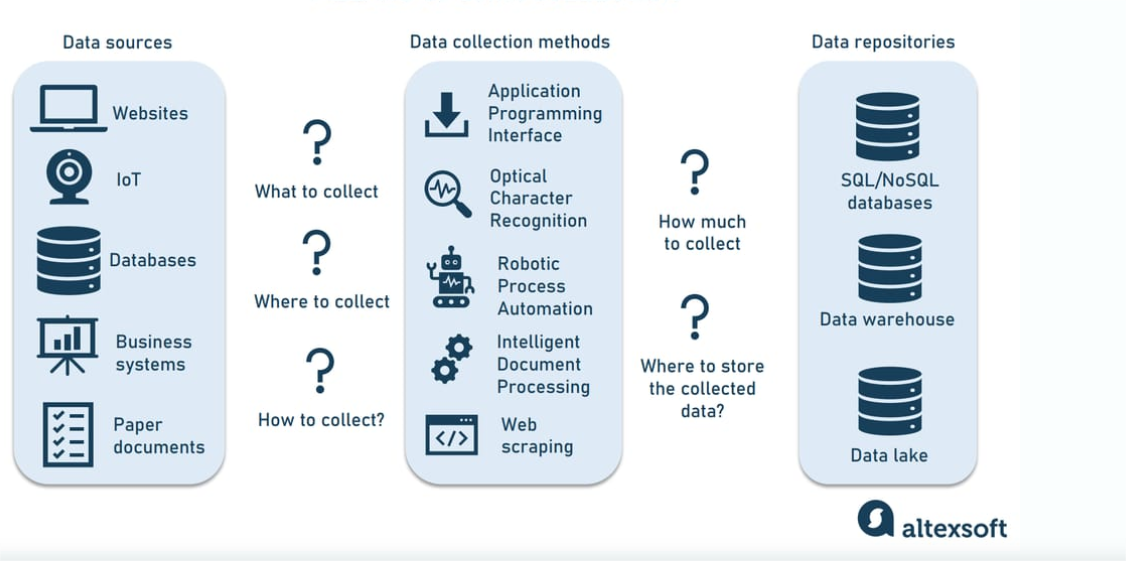 Data sources
Websites
IoT
Databases
Business
systems
Paper
documents
?
What to collect
?
Where to collect
?
How to collect?
Data collection methods
Application
Programming
Interface
Optical
Character
Recognition
Robotic
Process
Automation
Intelligent
Document
Processing
</>
Web
scraping
?
How much
to collect
?
Where to store
the collected
data?
Data repositories
SQL/NoSQL
databases
Data warehouse
Data lake
altexsoft